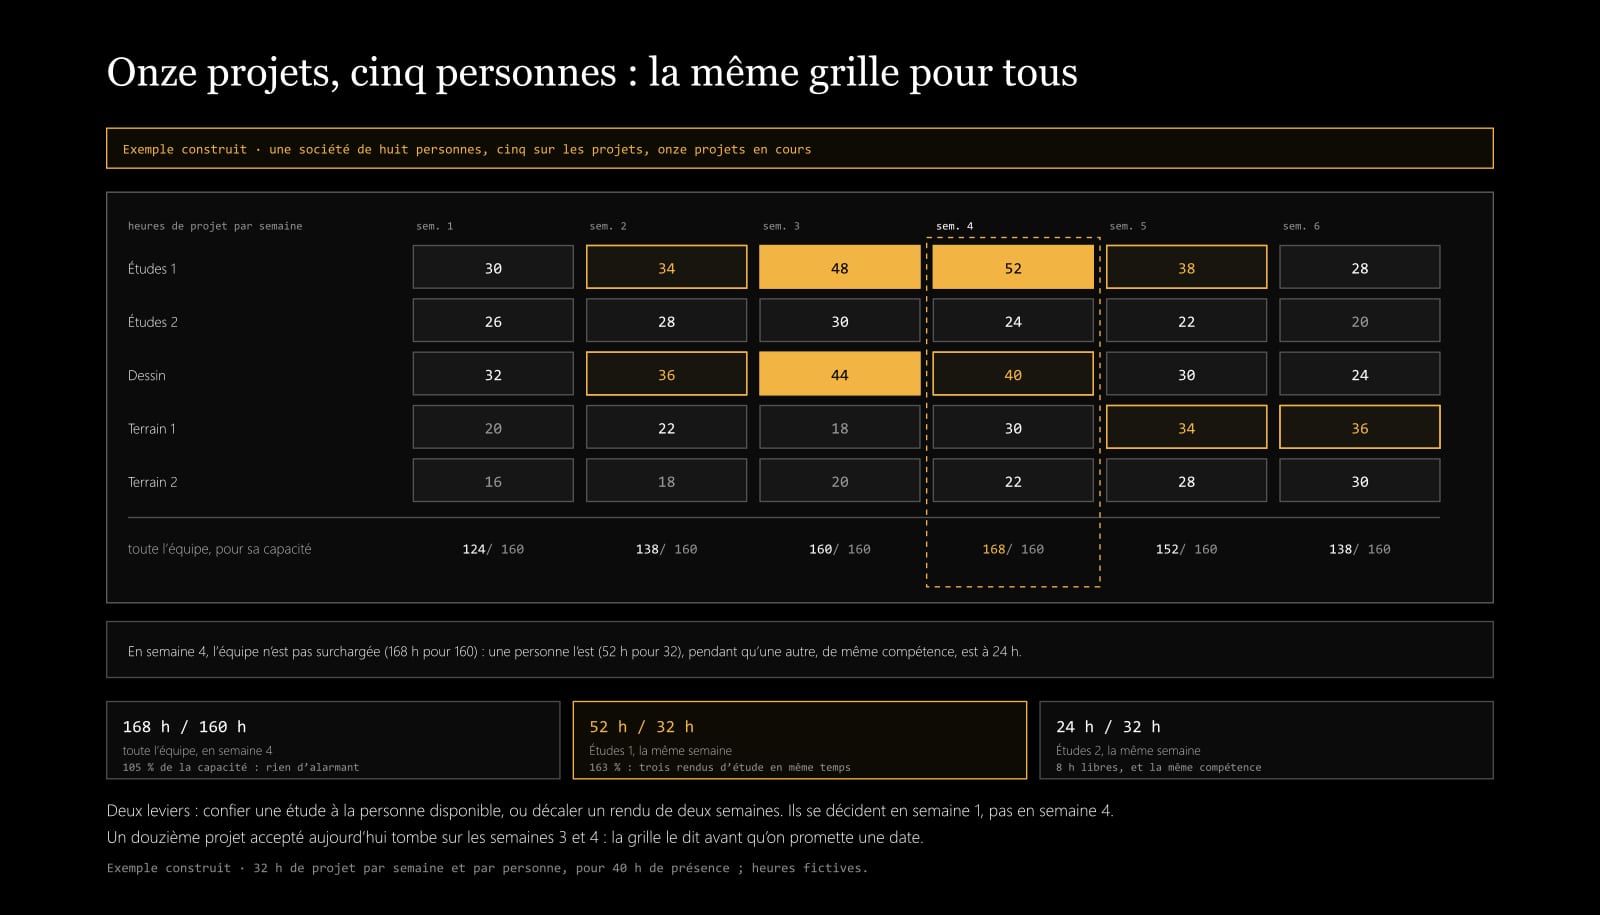 Onze projets, cinq personnes : la même grille pour tous
Exemple construit · une société de huit personnes, cinq sur les projets, onze projets en cours
heures de projet par semaine sem. 1 sem. 2 sem. 3 sem. 4 sem. 5 sem. 6
Études 1 30 34 48 52 38 28
Études 2 26 28 30 24 22 20
Dessin 32 36 44 40 30 24
Terrain 1 20 22 18 30 34 36
Terrain 2 16 18 20 22 28 30
toute l’équipe, pour sa capacité 124/ 160 138/ 160 160/ 160 168/ 160 152/ 160 138/ 160
En semaine 4, l’équipe n’est pas surchargée (168 h pour 160) : une personne l’est (52 h pour 32), pendant qu’une autre, de même compétence, est à 24 h.
168 h / 160 h
toute l’équipe, en semaine 4
105 % de la capacité : rien d’alarmant
52 h / 32 h
Études 1, la même semaine
163 % : trois rendus d’étude en même temps
24 h / 32 h
Études 2, la même semaine
8 h libres, et la même compétence
Deux leviers : confier une étude à la personne disponible, ou décaler un rendu de deux semaines. Ils se décident en semaine 1, pas en semaine 4.
Un douzième projet accepté aujourd’hui tombe sur les semaines 3 et 4 : la grille le dit avant qu’on promette une date.
Exemple construit · 32 h de projet par semaine et par personne, pour 40 h de présence ; heures fictives.